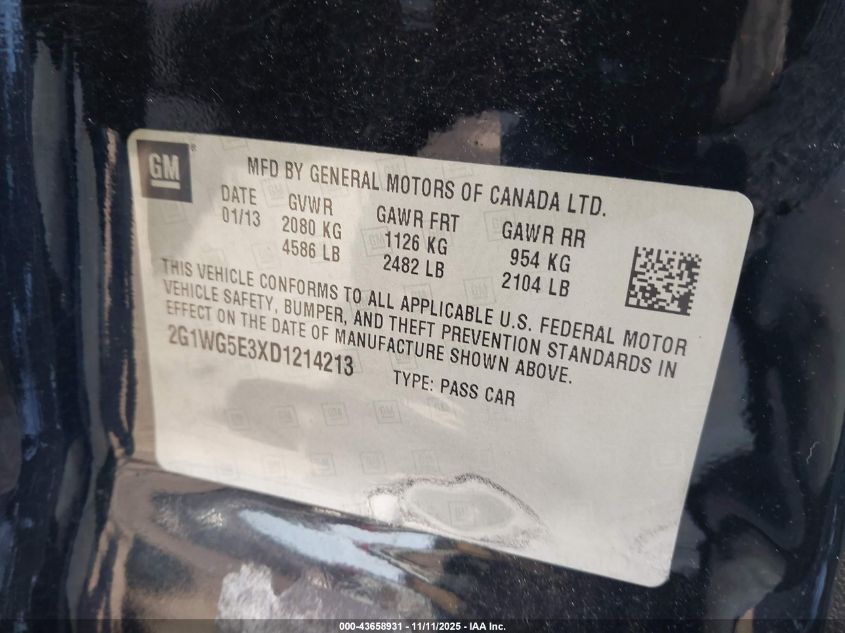 GM ®
MFD BY GENERAL MOTORS OF CANADA LTD.
DATE GVWR GAWR FRT GAWR RR
01/13 2080 KG 1126 KG 954 KG
4586 LB 2482 LB 2104 LB
THIS VEHICLE CONFORMS TO ALL APPLICABLE U.S. FEDERAL MOTOR
VEHICLE SAFETY, BUMPER, AND THEFT PREVENTION STANDARDS IN
EFFECT ON THE DATE OF MANUFACTURE SHOWN ABOVE.
2G1WG5E3XD1214213 TYPE: PASS CAR
000-43658931 - 11/11/2025 - IAA Inc.